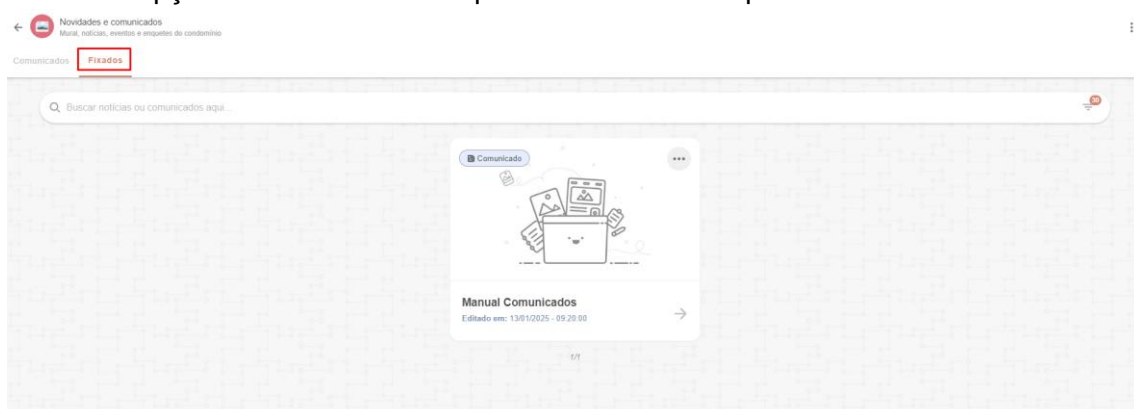 Novidades e comunicados
Mural, notícias, eventos e enquetes do condomínio
Comunicados Fixados
Buscar notícias ou comunicados aqui...
30
Comunicado
Manual Comunicados
Editado em: 13/01/2025 - 09:20:00
1/1